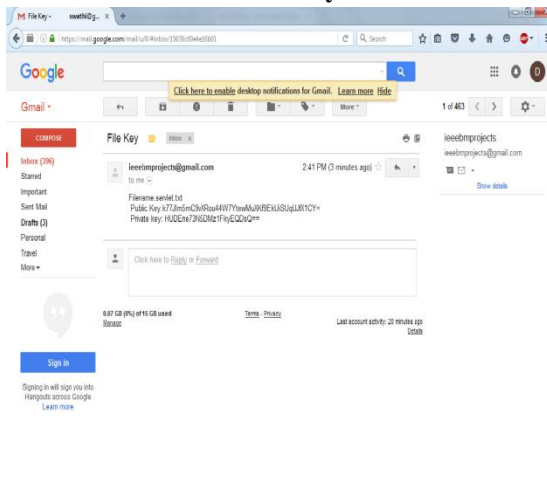 File Key - swathiDg... × +
https://mail.google.com/mail/u/0/#inbox/15638c60e4e16b01
Search
Google
Click here to enable desktop notifications for Gmail. Learn more Hide
Gmail
More
1 of 463
COMPOSE
Inbox (396)
Starred
Important
Sent Mail
Drafts (3)
Personal
Travel
More
File Key
Inbox x
ieeebmprojects@gmail.com
2:41 PM (3 minutes ago)
to me
Filename:servlet.txt
Public Key:
Private key: HUDEne73N5DMz1FkyEQDsQ==
Click here to Reply or Forward
0.07 GB (0%) of 15 GB used
Manage
Terms - Privacy
Last account activity: 20 minutes ago
Details
ieeebmprojects
ieeebmprojects@gmail.com
Show details
Sign in
Signing in will sign you into
Hangouts across Google
Learn more
O
D